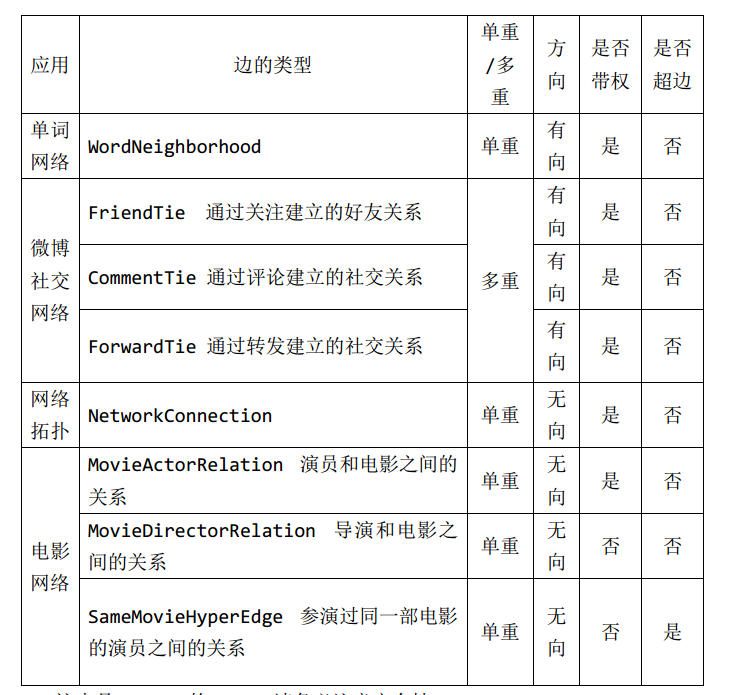 应用
边的类型
单重
/多
重
方
向
是否
带权
是否
超边
单词
网络
WordNeighborhood
单重
有
向
是
否
微博
社交
网络
FriendTie 通过关注建立的好友关系
多重
有
向
是
否
CommentTie 通过评论建立的社交关系
有
向
是
否
ForwardTie 通过转发建立的社交关系
有
向
是
否
网络
拓扑
NetworkConnection
单重
无
向
是
否
电影
网络
MovieActorRelation 演员和电影之间的
关系
单重
无
向
是
否
MovieDirectorRelation 导演和电影之
间的关系
单重
无
向
否
否
SameMovieHyperEdge 参演过同一部电影
的演员之间的关系
单重
无
向
否
是